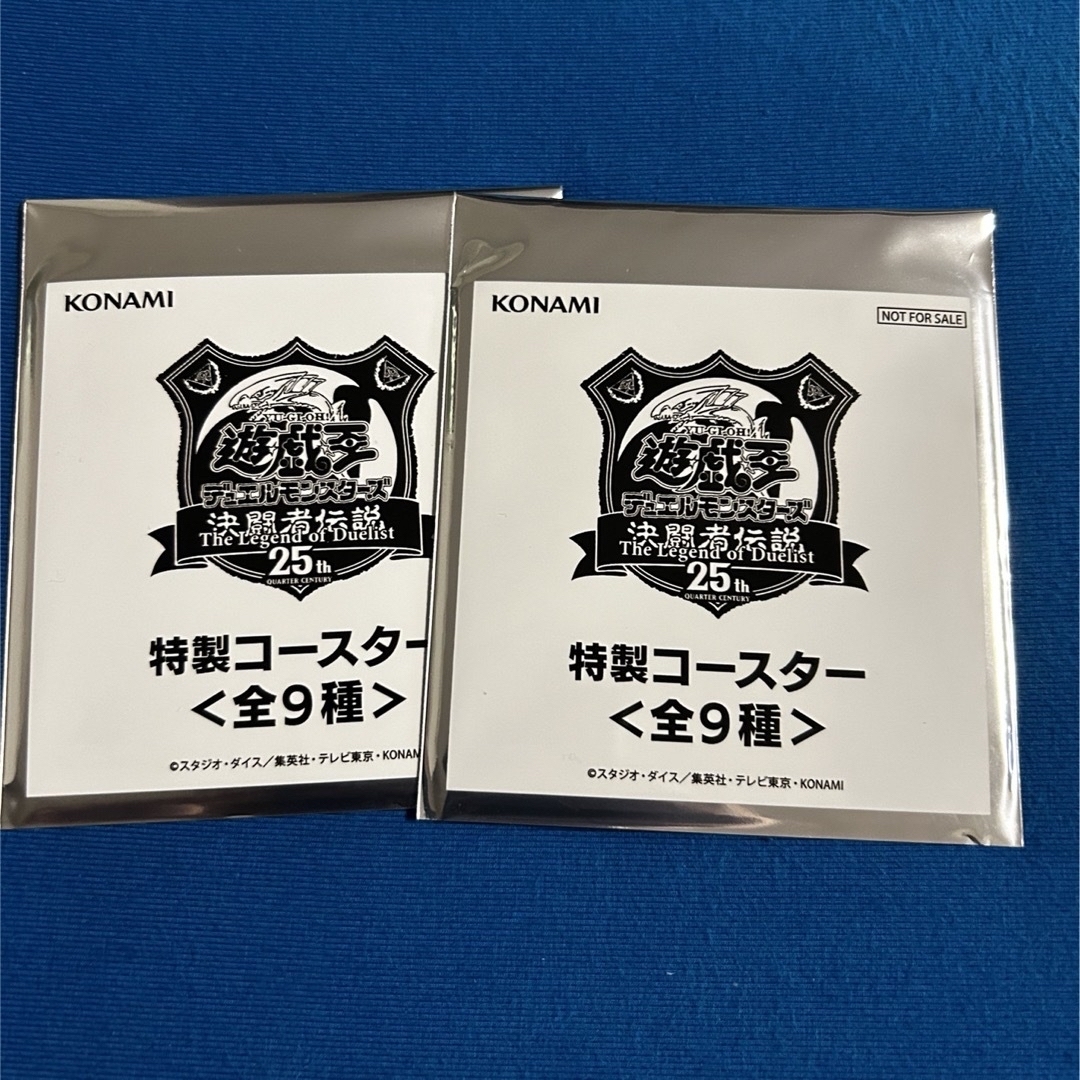 KONAMI
YU-GI-OH!
遊戯王
デュエルモンスターズ
決闘者伝説
The Legend of Duelist
25th
QUARTER CENTURY
特製コースター
<全9種>
©スタジオ・ダイス／集英社・テレビ東京・KONAMI
KONAMI
NOT FOR SALE
YU-GI-OH!
遊戯王
デュエルモンスターズ
決闘者伝説
The Legend of Duelist
25th
QUARTER CENTURY
特製コースター
<全9種>
©スタジオ・ダイス／集英社・テレビ東京・KONAMI